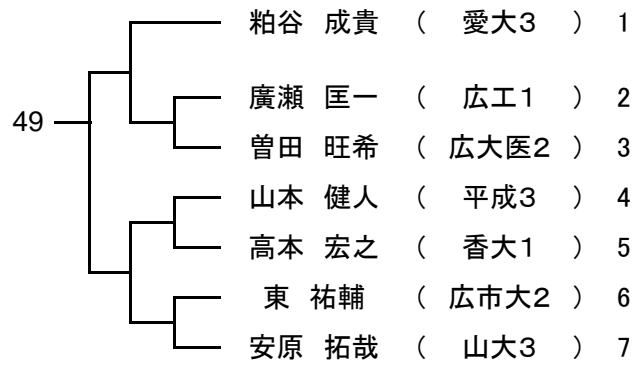 粕谷 成貴 ( 愛大3 ) 1
廣瀬 匡一 ( 広工1 ) 2
49
曽田 旺希 ( 広大医2 ) 3
山本 健人 ( 平成3 ) 4
高本 宏之 ( 香大1 ) 5
東 祐輔 ( 広市大2 ) 6
安原 拓哉 ( 山大3 ) 7